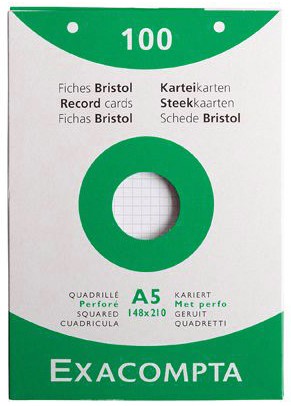 100
Fiches Bristol Karteikarten
Record cards Steekkaarten
Fichas Bristol Schede Bristol
QUADRILLÉ A5 KARIERT
Perforé 148x210 Met perfo
SQUARED GERUIT
CUADRICULA QUADRETTI
EXACOMPTA